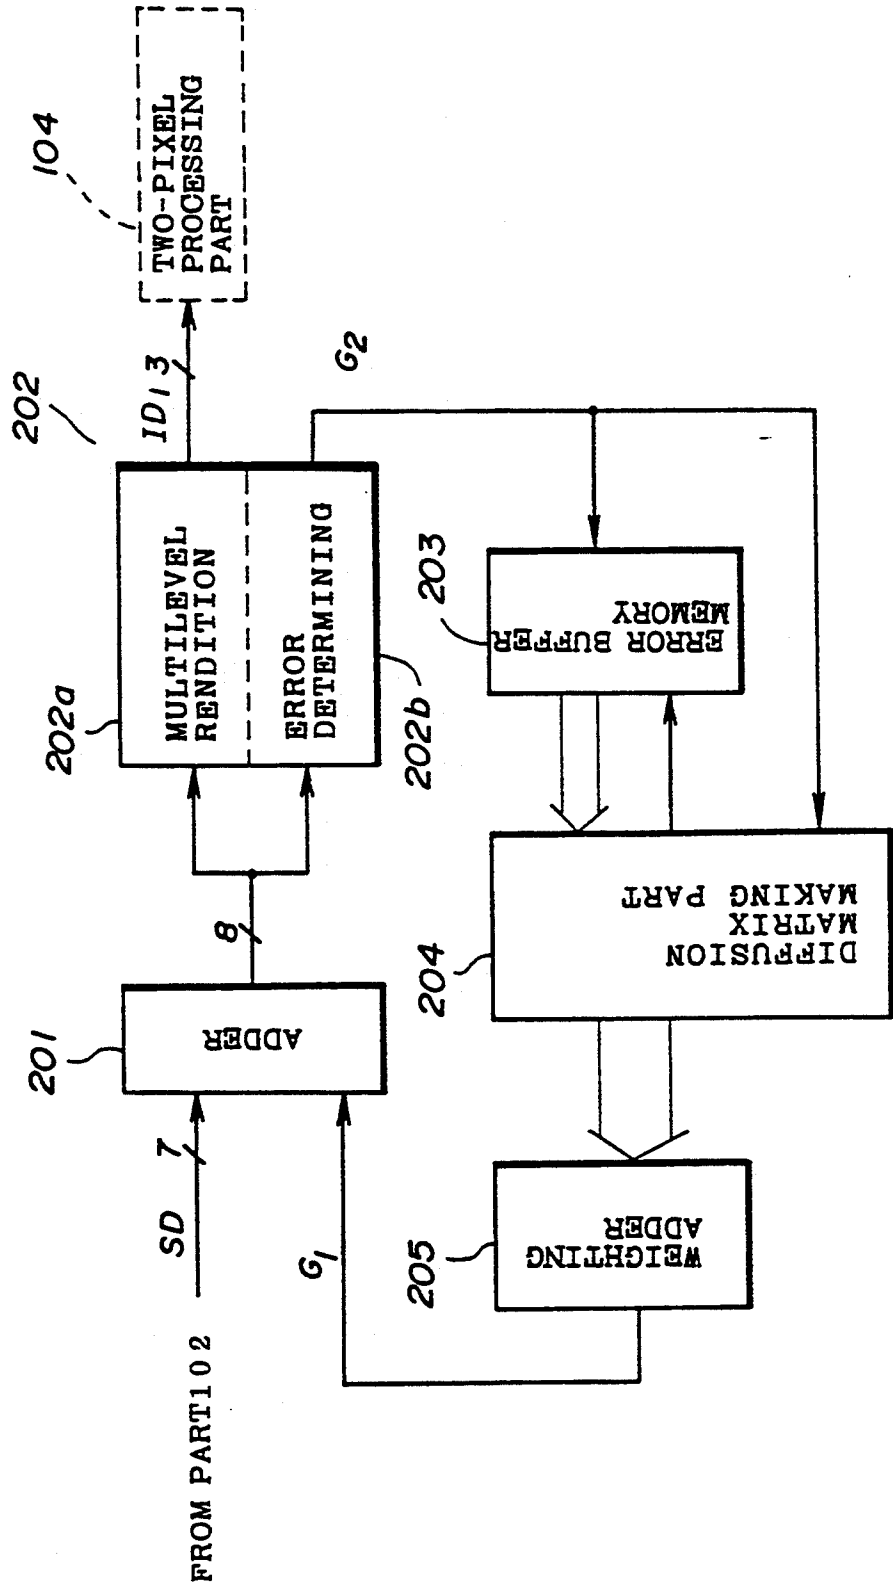 FROM PART102
SD
7
201
ADDER
8
202
202a
MULTILEVEL
RENDITION
ERROR
DETERMINING
202b
ID1
3
104
TWO-PIXEL
PROCESSING
PART
G2
203
ERROR BUFFER
MEMORY
204
DIFFUSION
MATRIX
MAKING PART
205
WEIGHTING
ADDER
G1